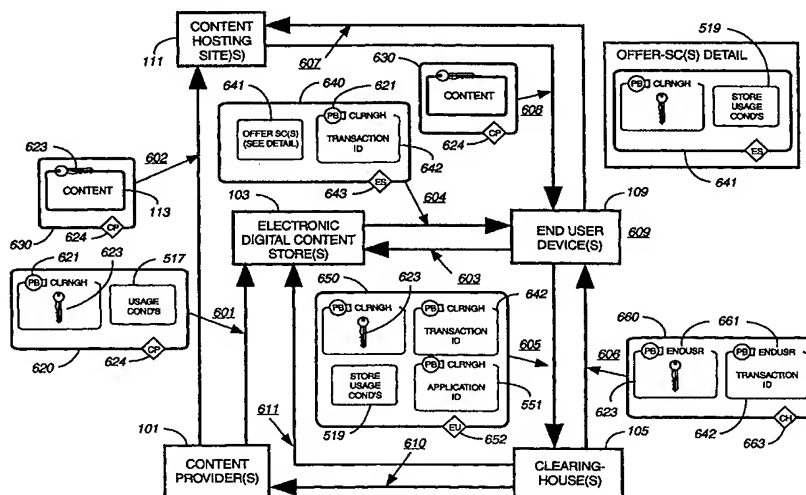 CONTENT
HOSTING
SITE(S)
111
607
630
CONTENT
608
CP
624
OFFER-SC(S) DETAIL
519
PB CLRNGH
STORE
USAGE
COND'S
ES
641
641
640
621
OFFER SC(S)
(SEE DETAIL)
PB CLRNGH
TRANSACTION
ID
642
ES
643
604
623
602
CONTENT
113
630
CP
624
103
ELECTRONIC
DIGITAL CONTENT
STORE(S)
603
109
END USER
DEVICE(S)
609
621
623
517
PB CLRNGH
USAGE
COND'S
601
620
624
CP
650
623
642
PB CLRNGH
PB CLRNGH
TRANSACTION
ID
605
STORE
USAGE
COND'S
PB CLRNGH
APPLICATION
ID
551
519
EU
652
660
661
606
PB ENDUSR
PB ENDUSR
TRANSACTION
ID
623
642
CH
663
611
101
CONTENT
PROVIDER(S)
610
105
CLEARING-
HOUSE(S)